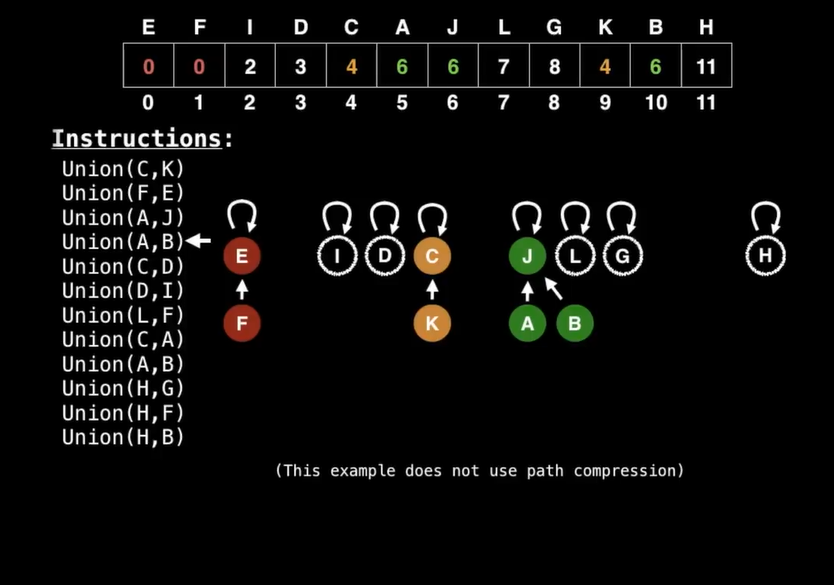 E F I D C A J L G K B H
0 0 2 3 4 6 6 7 8 4 6 11
0 1 2 3 4 5 6 7 8 9 10 11
Instructions:
Union(C,K)
Union(F,E)
Union(A,J)
Union(A,B)
Union(C,D)
Union(D,I)
Union(L,F)
Union(C,A)
Union(A,B)
Union(H,G)
Union(H,F)
Union(H,B)
E I D C J L G H
F K A B
(This example does not use path compression)